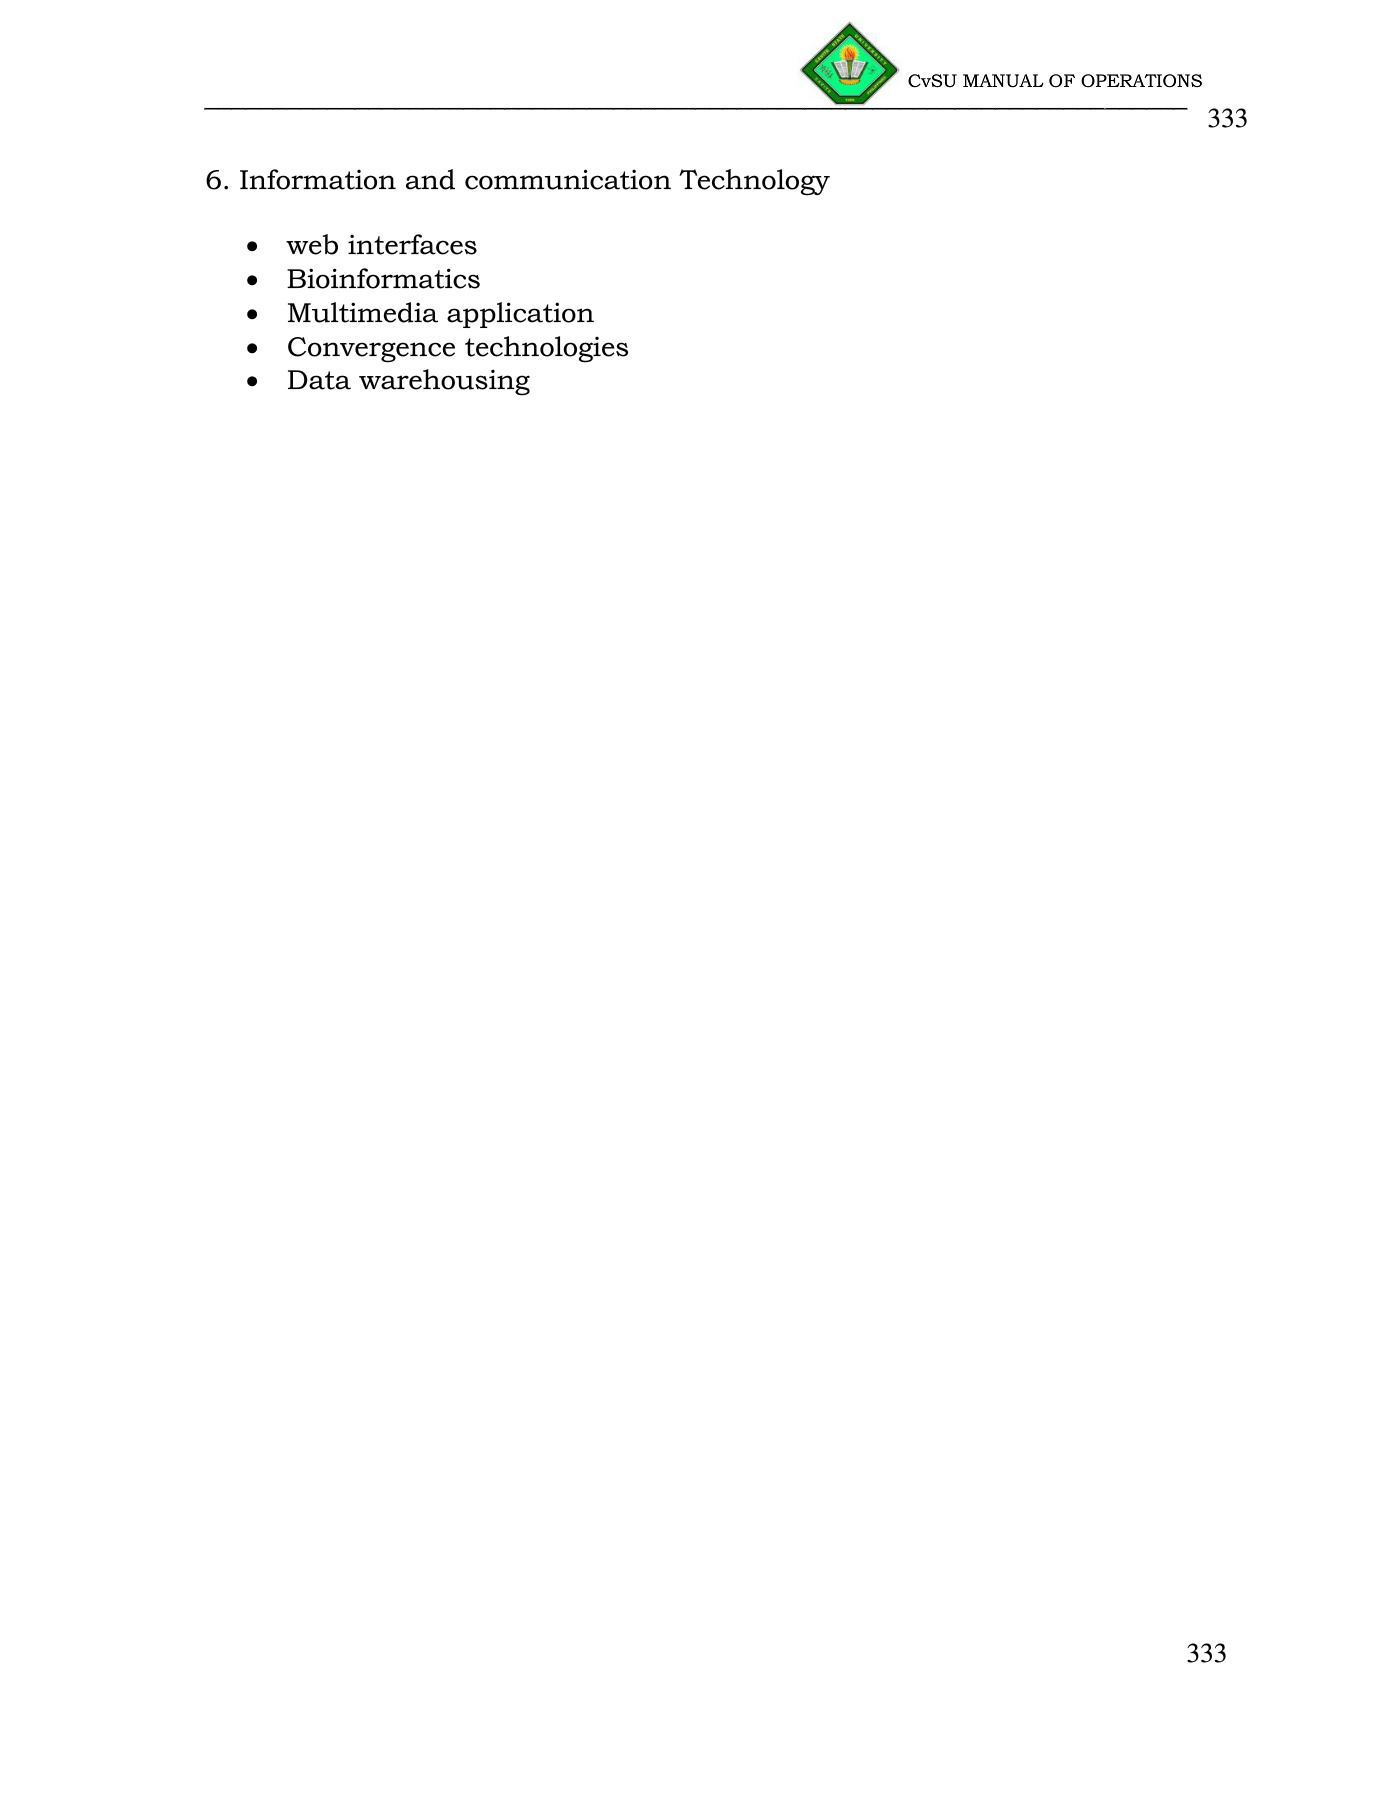 CvSU MANUAL OF OPERATIONS
333
6. Information and communication Technology
• web interfaces
• Bioinformatics
• Multimedia application
• Convergence technologies
• Data warehousing
333